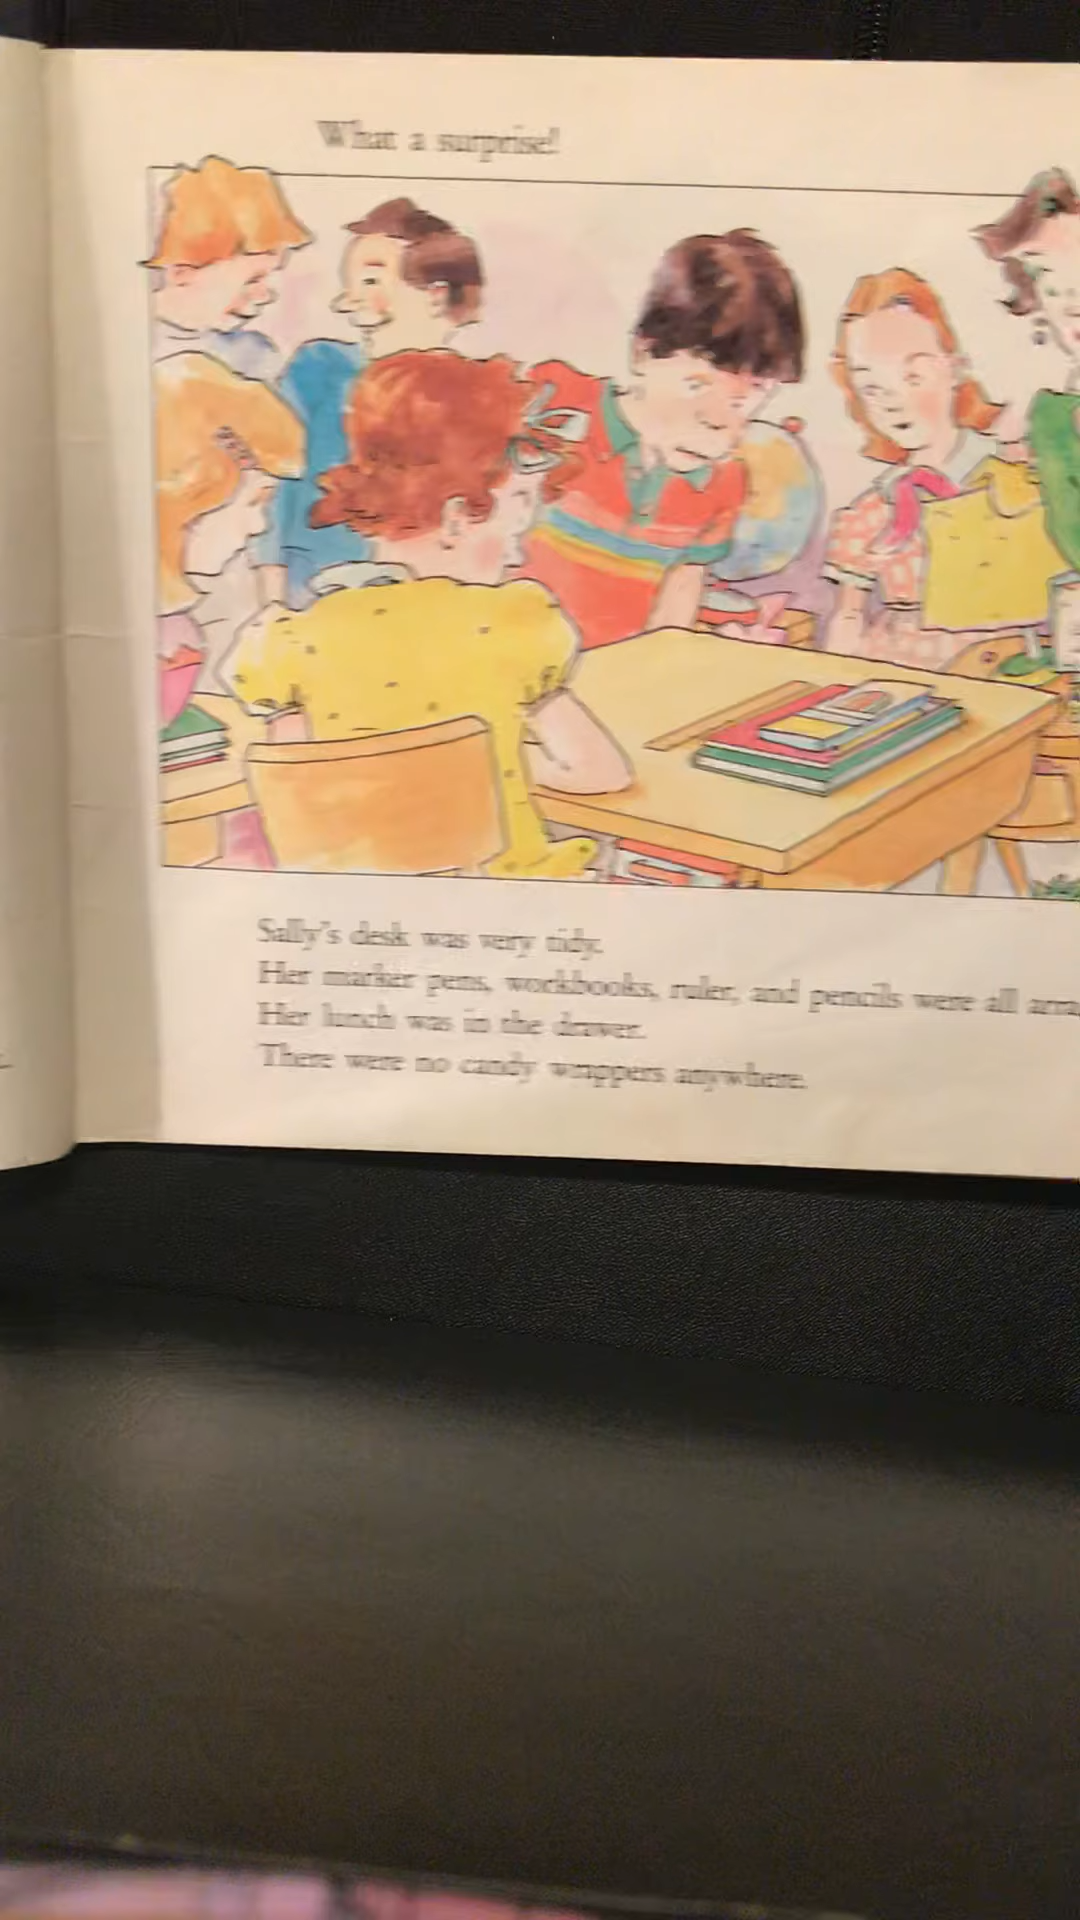 What a surprise!
Sally's desk was very tidy.
Her marker pens, workbooks, ruler, and pencils were all
Her lunch was in the drawer.
There were no candy wrappers anywhere.